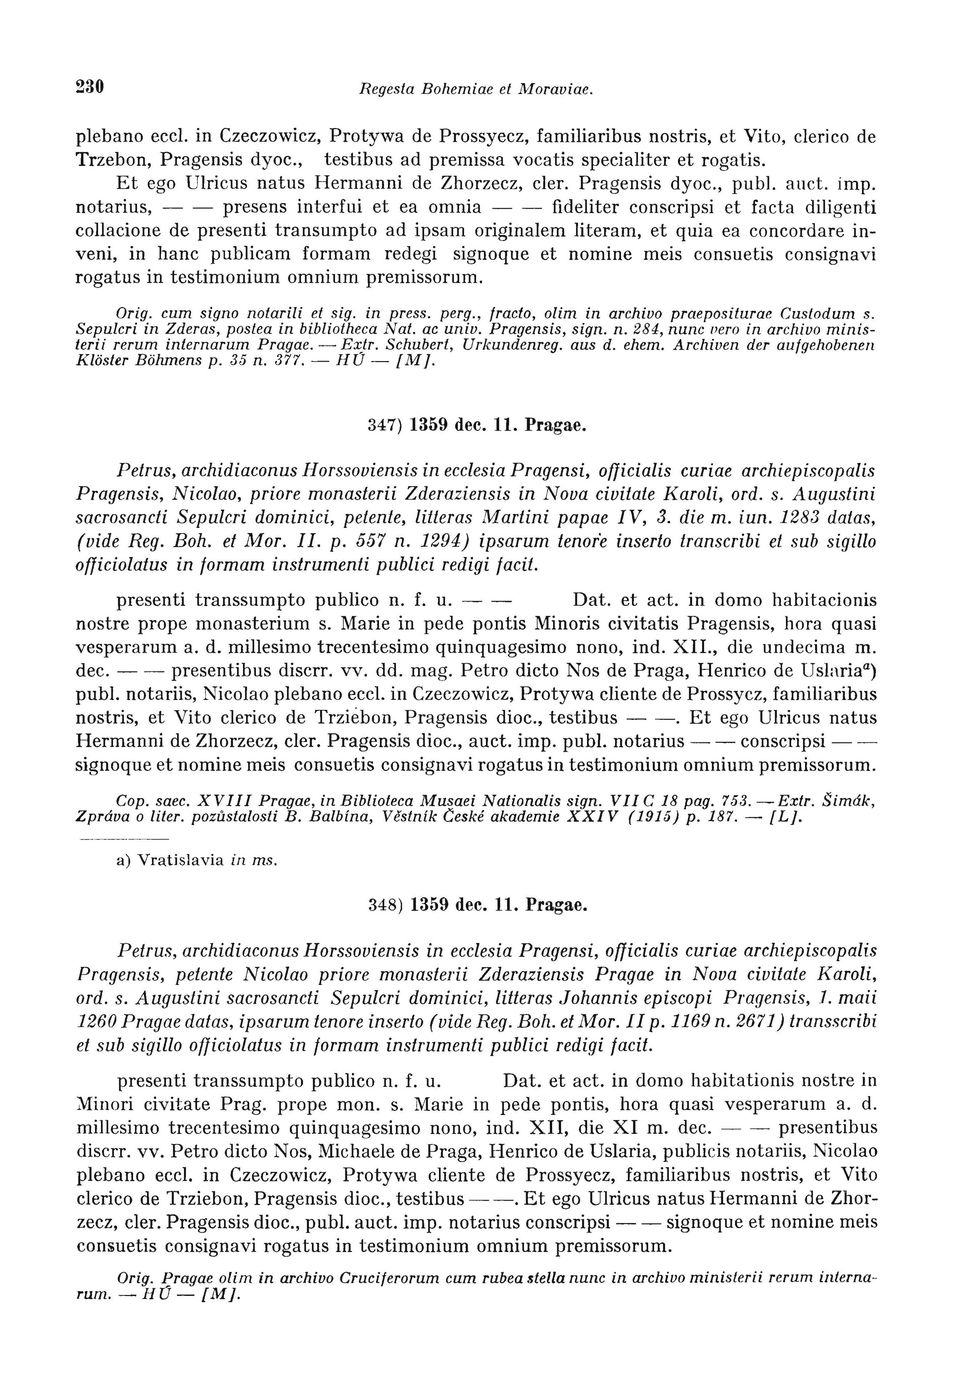 230 Regesta Bohemiae et Moraviae.
plebano eccl. in Czeczowicz, Protywa de Prossyecz, familiaribus nostris, et Vito, clerico de
Trzebon, Pragensis dyoc., testibus ad premissa vocatis specialiter et rogatis.
Et ego Ulricus natus Hermanni de Zhorzecz, cler. Pragensis dyoc., publ. auct. imp.
notarius, — — presens interfui et ea omnia — — fideliter conscripsi et facta diligenti
collacione de presenti transumpto ad ipsam originalem literam, et quia ea concordare in-
veni, in hanc publicam formam redegi signoque et nomine meis consuetis consignavi
rogatus in testimonium omnium premissorum.
Orig. cum signo notarili et sig. in press. perg., fracto, olim in archivo praepositurae Custodum s.
Sepulcri in Zderas, postea in bibliotheca Nat. ac univ. Pragensis, sign. n. 284, nunc vero in archivo minis-
terii rerum internarum Pragae. — Extr. Schubert, Urkundenreg. aus d. ehem. Archiven der aufgehobenen
Klöster Böhmens p. 35 n. 377. — HÚ — [M].
347) 1359 dec. 11. Pragae.
Petrus, archidiaconus Horssoviensis in ecclesia Pragensi, officialis curiae archiepiscopalis
Pragensis, Nicolao, priore monasterii Zderaziensis in Nova civitate Karoli, ord. s. Augustini
sacrosancti Sepulcri dominici, petente, litteras Martini papae IV, 3. die m. iun. 1283 datas,
(vide Reg. Boh. et Mor. II. p. 557 n. 1294) ipsarum tenore inserto transcribi et sub sigillo
officiolatus in formam instrumenti publici redigi facit.
presenti transsumpto publico n. f. u. — — Dat. et act. in domo habitacionis
nostre prope monasterium s. Marie in pede pontis Minoris civitatis Pragensis, hora quasi
vesperarum a. d. millesimo trecentesimo quinquagesimo nono, ind. XII., die undecima m.
dec. — — presentibus discrr. vv. dd. mag. Petro dicto Nos de Praga, Henrico de Uslariaa)
publ. notariis, Nicolao plebano eccl. in Czeczowicz, Protywa cliente de Prossycz, familiaribus
nostris, et Vito clerico de Trziebon, Pragensis dioc., testibus — —. Et ego Ulricus natus
Hermanni de Zhorzecz, cler. Pragensis dioc., auct. imp. publ. notarius — — conscripsi — —
signoque et nomine meis consuetis consignavi rogatus in testimonium omnium premissorum.
Cop. saec. XVIII Pragae, in Biblioteca Musaei Nationalis sign. VII C 18 pag. 753. — Extr. Šimák,
Zpráva o liter. pozůstalosti B. Balbína, Věstník České akademie XXIV (1915) p. 187. — [L].
a) Vratislavia in ms.
348) 1359 dec. 11. Pragae.
Petrus, archidiaconus Horssoviensis in ecclesia Pragensi, officialis curiae archiepiscopalis
Pragensis, petente Nicolao priore monasterii Zderaziensis Pragae in Nova civitate Karoli,
ord. s. Augustini sacrosancti Sepulcri dominici, litteras Johannis episcopi Pragensis, 1. maii
1260 Pragae datas, ipsarum tenore inserto (vide Reg. Boh. et Mor. II p. 1169 n. 2671) transscribi
et sub sigillo officiolatus in formam instrumenti publici redigi facit.
presenti transsumpto publico n. f. u. Dat. et act. in domo habitationis nostre in
Minori civitate Prag. prope mon. s. Marie in pede pontis, hora quasi vesperarum a. d.
millesimo trecentesimo quinquagesimo nono, ind. XII, die XI m. dec. — — presentibus
discrr. vv. Petro dicto Nos, Michaele de Praga, Henrico de Uslaria, publicis notariis, Nicolao
plebano eccl. in Czeczowicz, Protywa cliente de Prossyecz, familiaribus nostris, et Vito
clerico de Trziebon, Pragensis dioc., testibus — —. Et ego Ulricus natus Hermanni de Zhor-
zecz, cler. Pragensis dioc., publ. auct. imp. notarius conscripsi — — signoque et nomine meis
consuetis consignavi rogatus in testimonium omnium premissorum.
Orig. Pragae olim in archivo Cruciferorum cum rubea stella nunc in archivo ministerii rerum interna-
rum. — HÚ — [M].